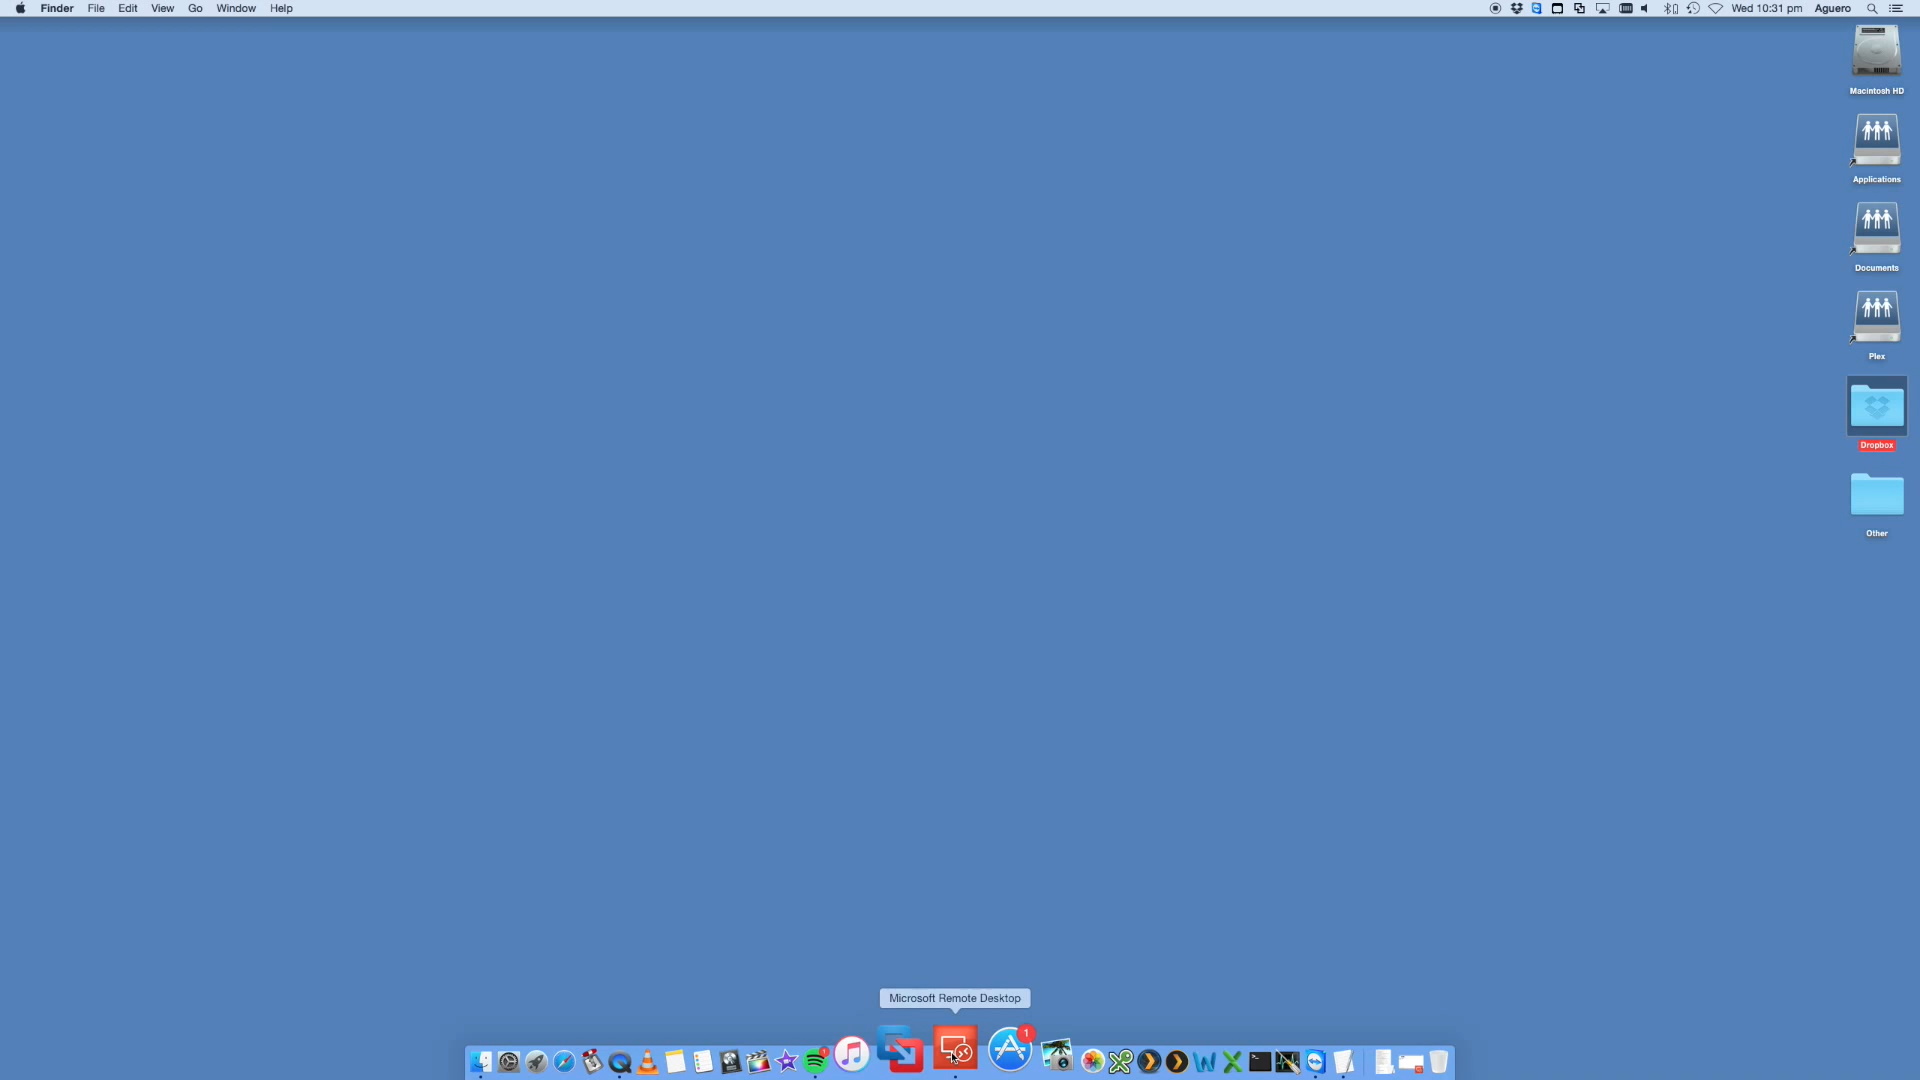 Finder File Edit View Go Window Help
Wed 10:31 pm Aguero
Macintosh HD
Applications
Documents
Plex
Dropbox
Other
Microsoft Remote Desktop
1